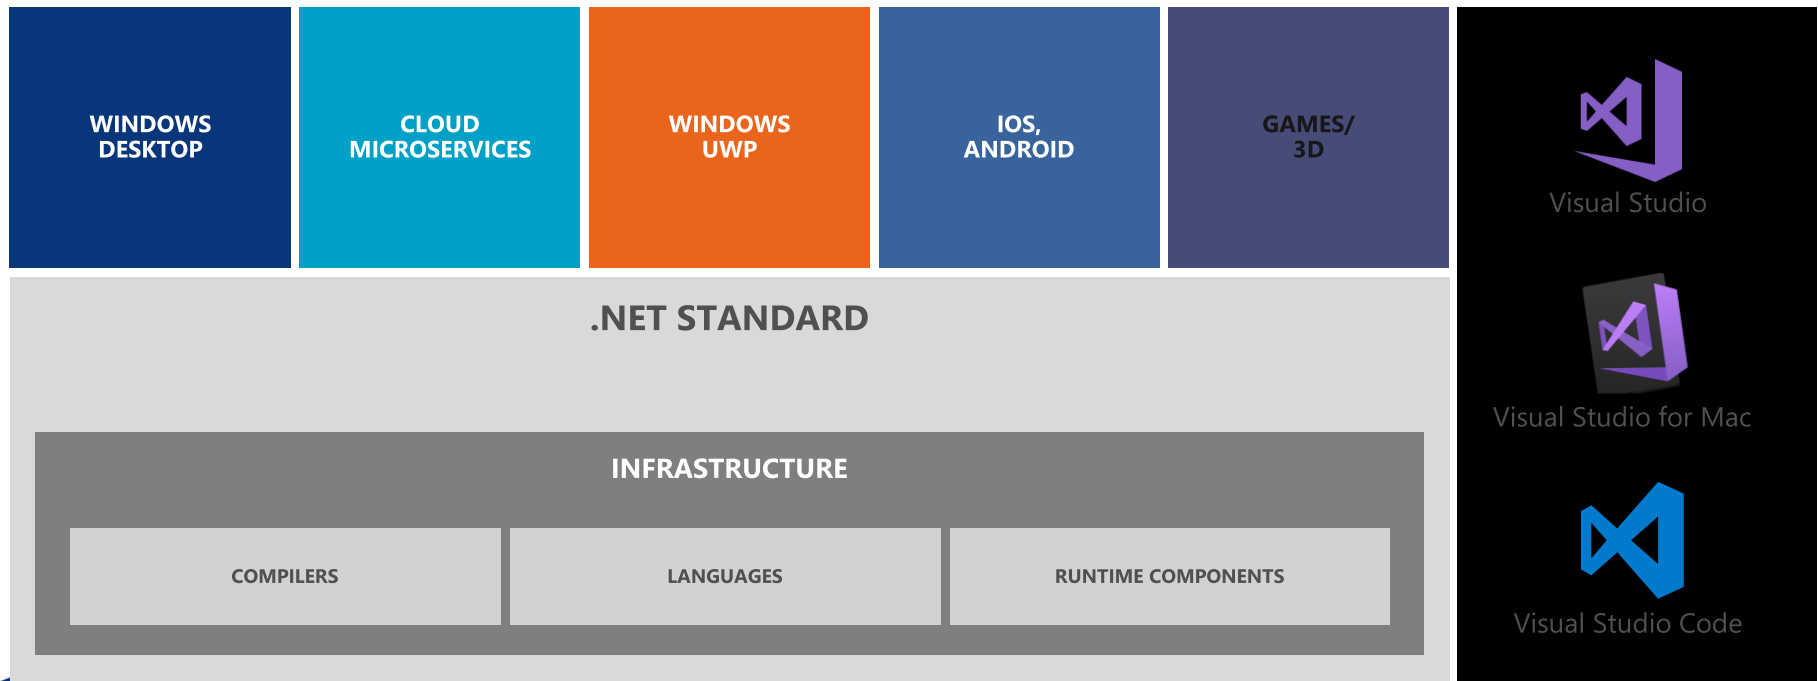 WINDOWS
DESKTOP
CLOUD
MICROSERVICES
WINDOWS
UWP
IOS,
ANDROID
GAMES/
3D
.NET STANDARD
INFRASTRUCTURE
COMPILERS
LANGUAGES
RUNTIME COMPONENTS
Visual Studio
Visual Studio for Mac
Visual Studio Code